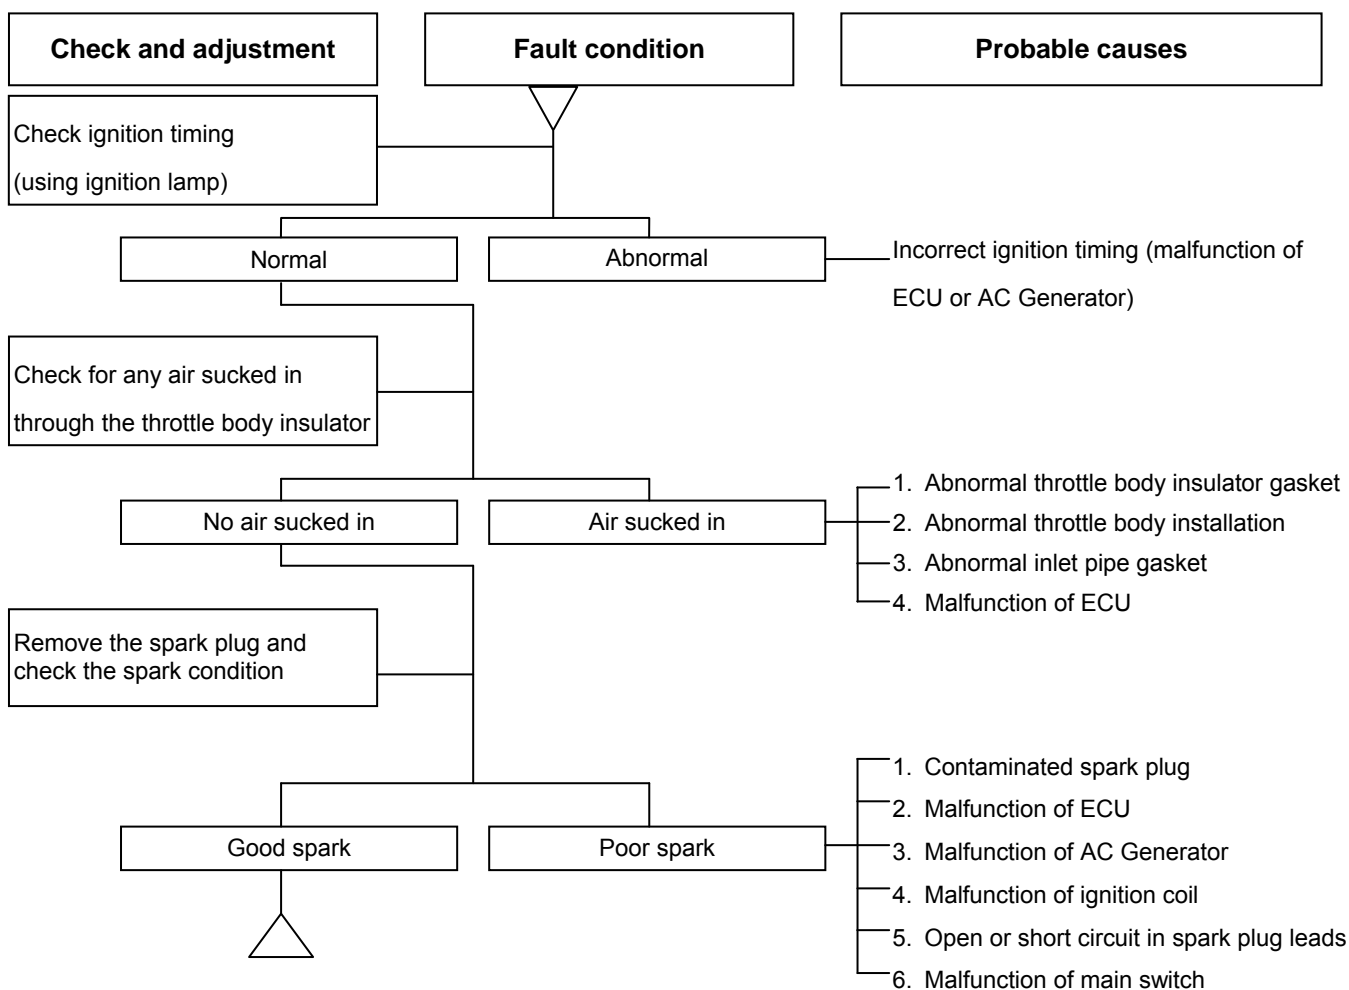 Check and adjustment
Fault condition
Probable causes
Check ignition timing
(using ignition lamp)
Normal
Abnormal
Incorrect ignition timing (malfunction of
ECU or AC Generator)
Check for any air sucked in
through the throttle body insulator
No air sucked in
Air sucked in
1. Abnormal throttle body insulator gasket
2. Abnormal throttle body installation
3. Abnormal inlet pipe gasket
4. Malfunction of ECU
Remove the spark plug and
check the spark condition
Good spark
Poor spark
1. Contaminated spark plug
2. Malfunction of ECU
3. Malfunction of AC Generator
4. Malfunction of ignition coil
5. Open or short circuit in spark plug leads
6. Malfunction of main switch